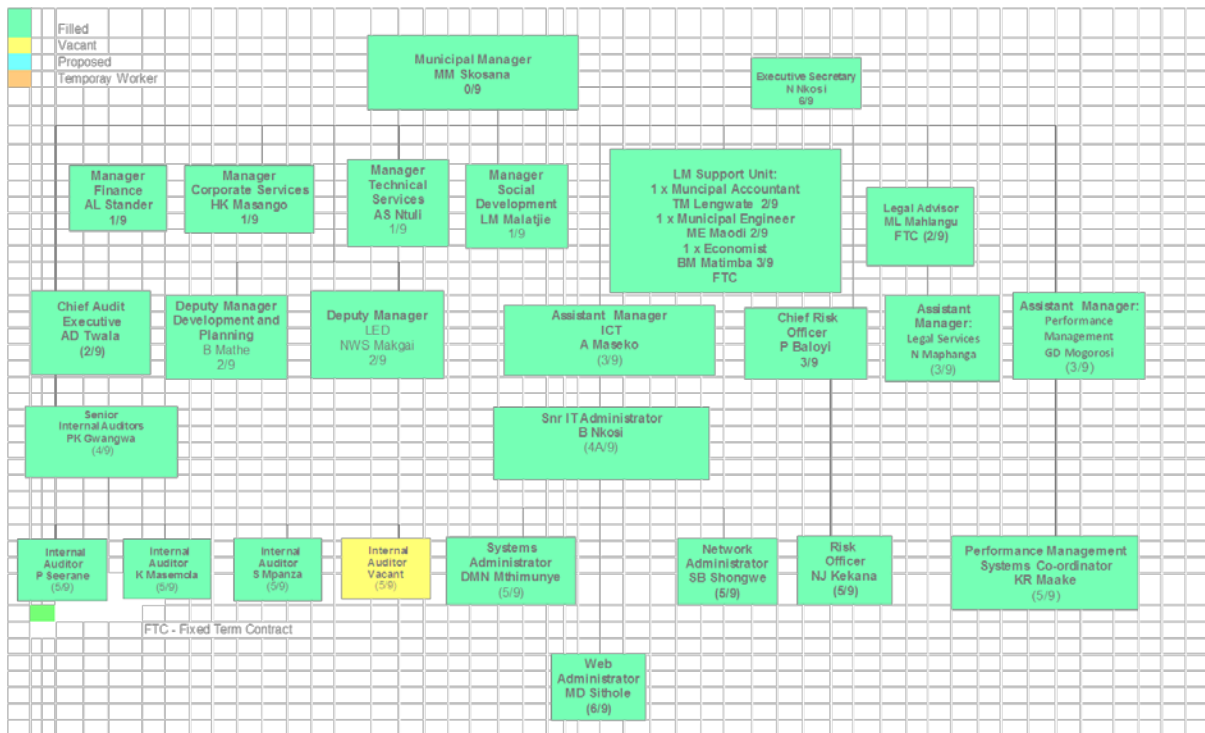 Filled
Vacant
Proposed
Temporay Worker
Municipal Manager
MM Skosana
0/9
Executive Secretary
N Nkosi
6/9
Manager
Finance
AL Stander
1/9
Manager
Corporate Services
HK Masango
1/9
Manager
Technical
Services
AS Ntuli
1/9
Manager
Social
Development
LM Malatjie
1/9
LM Support Unit:
1 x Muncipal Accountant
TM Lengwate 2/9
1 x Municipal Engineer
ME Maodi 2/9
1 x Economist
BM Matimba 3/9
FTC
Legal Advisor
ML Mahlangu
FTC (2/9)
Chief Audit
Executive
AD Twala
(2/9)
Deputy Manager
Development and
Planning
B Mathe
2/9
Deputy Manager
LED
NWS Makgai
2/9
Assistant Manager
ICT
A Maseko
(3/9)
Chief Risk
Officer
P Baloyi
3/9
Assistant
Manager:
Legal Services
N Maphanga
(3/9)
Assistant Manager:
Performance
Management
GD Mogorosi
(3/9)
Senior
Internal Auditors
PK Gwangwa
(4/9)
Snr IT Administrator
B Nkosi
(4A/9)
Internal
Auditor
P Seerane
(5/9)
Internal
Auditor
K Masemola
(5/9)
Internal
Auditor
S Mpanza
(5/9)
Internal
Auditor
Vacant
(5/9)
Systems
Administrator
DMN Mthimunye
(5/9)
Network
Administrator
SB Shongwe
(5/9)
Risk
Officer
NJ Kekana
(5/9)
Performance Management
Systems Co-ordinator
KR Maake
(5/9)
FTC - Fixed Term Contract
Web
Administrator
MD Sithole
(6/9)